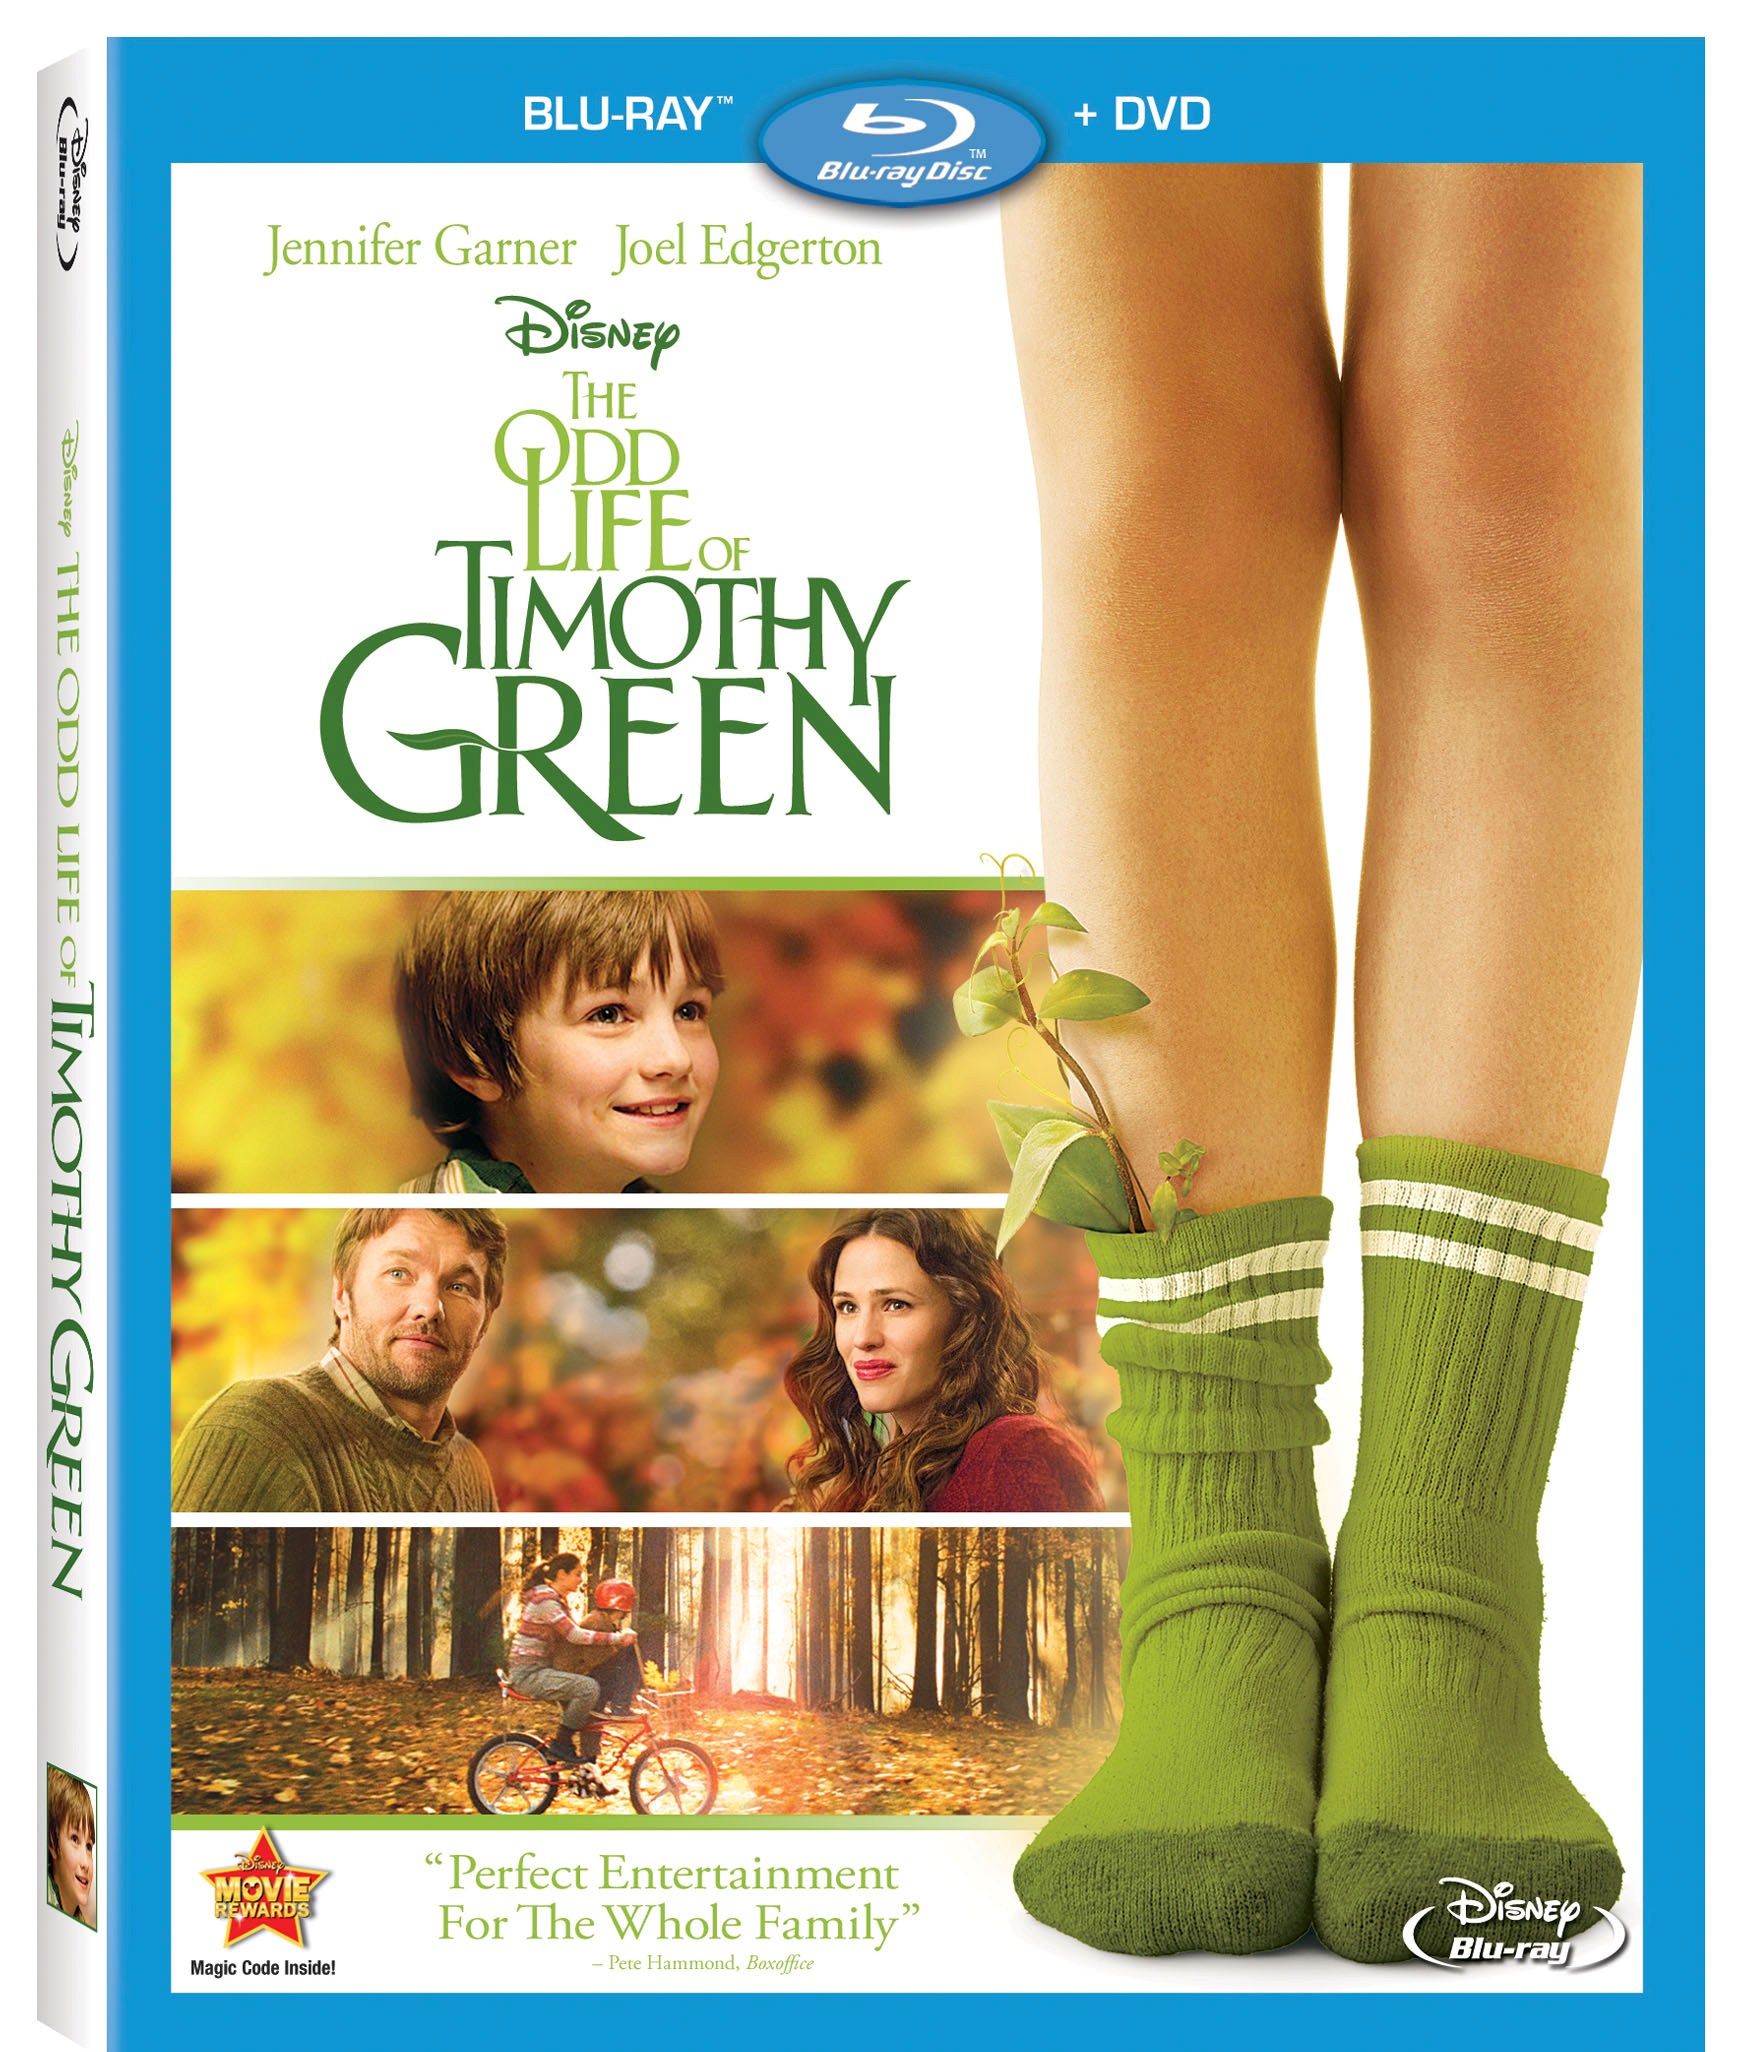 BLU-RAY™ + DVD
Blu-ray Disc™
Jennifer Garner Joel Edgerton
Disney
THE
ODD
LIFE OF
TIMOTHY
GREEN
Disney
Blu-ray
Disney THE ODD LIFE OF TIMOTHY GREEN
Disney
MOVIE
REWARDS
Magic Code Inside!
“Perfect Entertainment
For The Whole Family”
– Pete Hammond, Boxoffice
Disney
Blu-ray